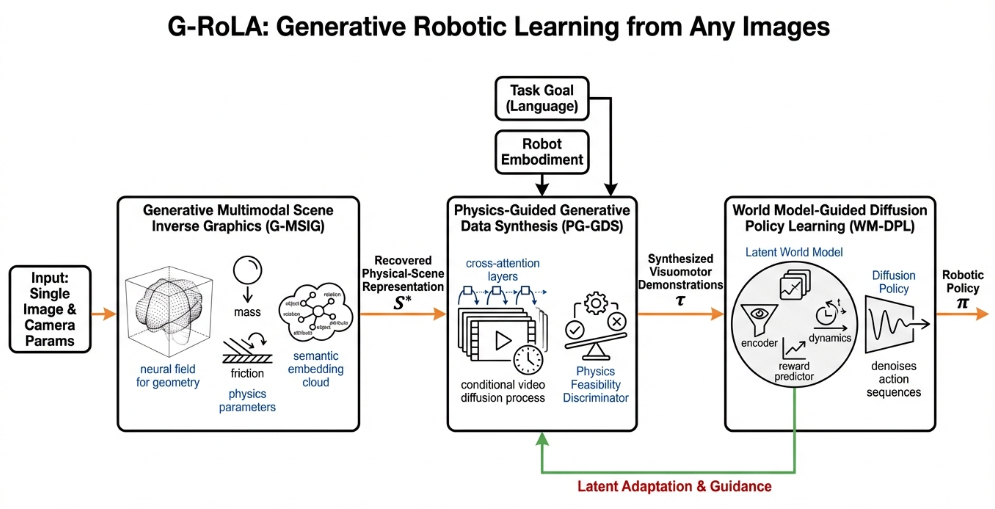 G-RoLA: Generative Robotic Learning from Any Images
Task Goal
(Language)
Robot
Embodiment
Input:
Single
Image &
Camera
Params
Generative Multimodal Scene
Inverse Graphics (G-MSIG)
neural field
for geometry
mass
friction
physics
parameters
object
relation
object
attributes
semantic
embedding
cloud
Recovered
Physical-Scene
Representation
S*
Physics-Guided Generative
Data Synthesis (PG-GDS)
cross-attention
layers
conditional video
diffusion process
Physics
Feasibility
Discriminator
Synthesized
Visuomotor
Demonstrations
τ
World Model-Guided Diffusion
Policy Learning (WM-DPL)
Latent World Model
encoder
t
dynamics
reward
predictor
Diffusion
Policy
denoises
action
sequences
Robotic
Policy
π
Latent Adaptation & Guidance